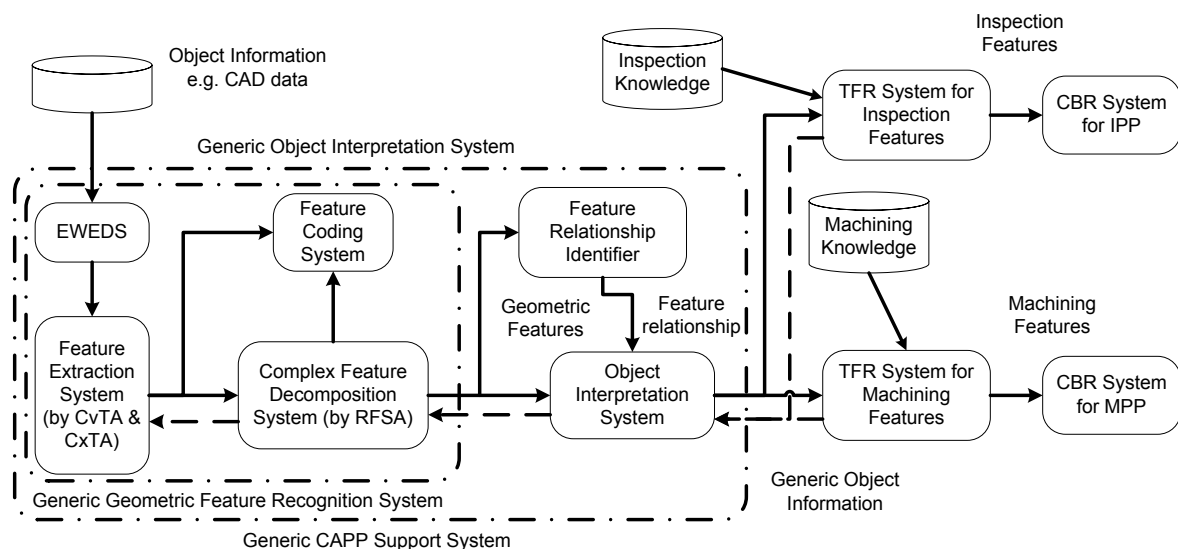 Object Information
e.g. CAD data
Inspection
Knowledge
Inspection
Features
TFR System for
Inspection
Features
CBR System
for IPP
Generic Object Interpretation System
EWEDS
Feature
Coding
System
Feature
Relationship
Identifier
Machining
Knowledge
Geometric
Features
Feature
relationship
Machining
Features
Feature
Extraction
System
(by CvTA &
CxTA)
Complex Feature
Decomposition
System (by RFSA)
Object
Interpretation
System
TFR System for
Machining
Features
CBR System
for MPP
Generic Geometric Feature Recognition System
Generic Object
Information
Generic CAPP Support System